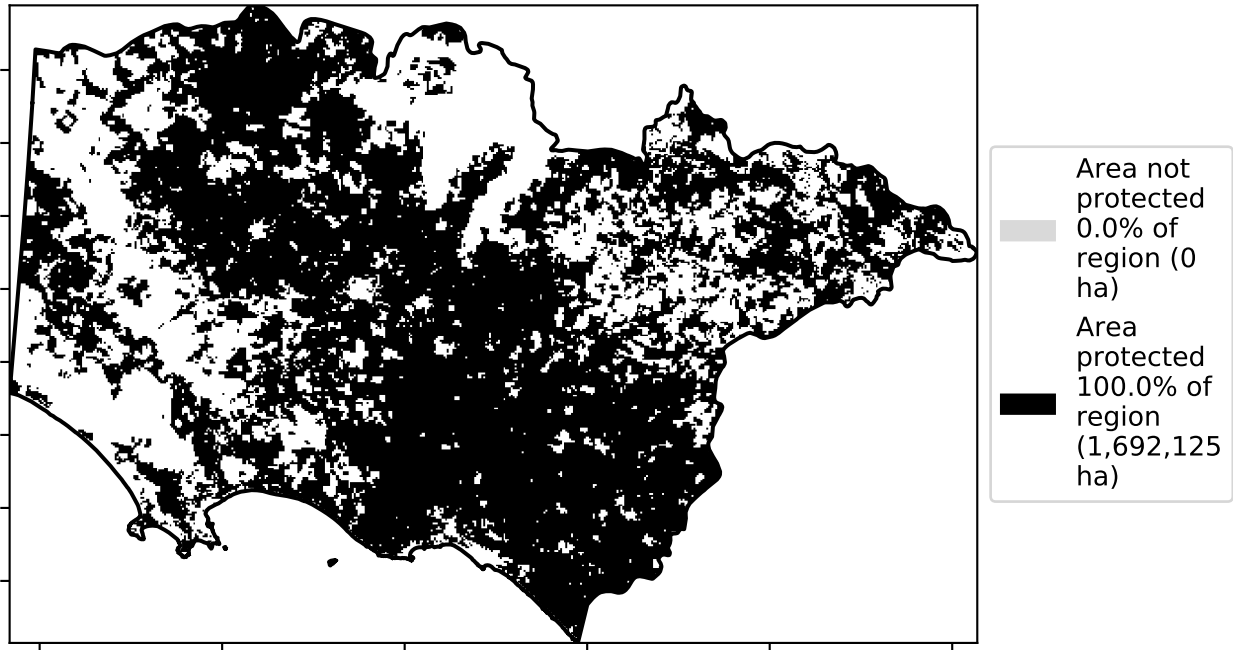 Area not
protected
0.0% of
region (0
ha)
Area
protected
100.0% of
region
(1,692,125
ha)